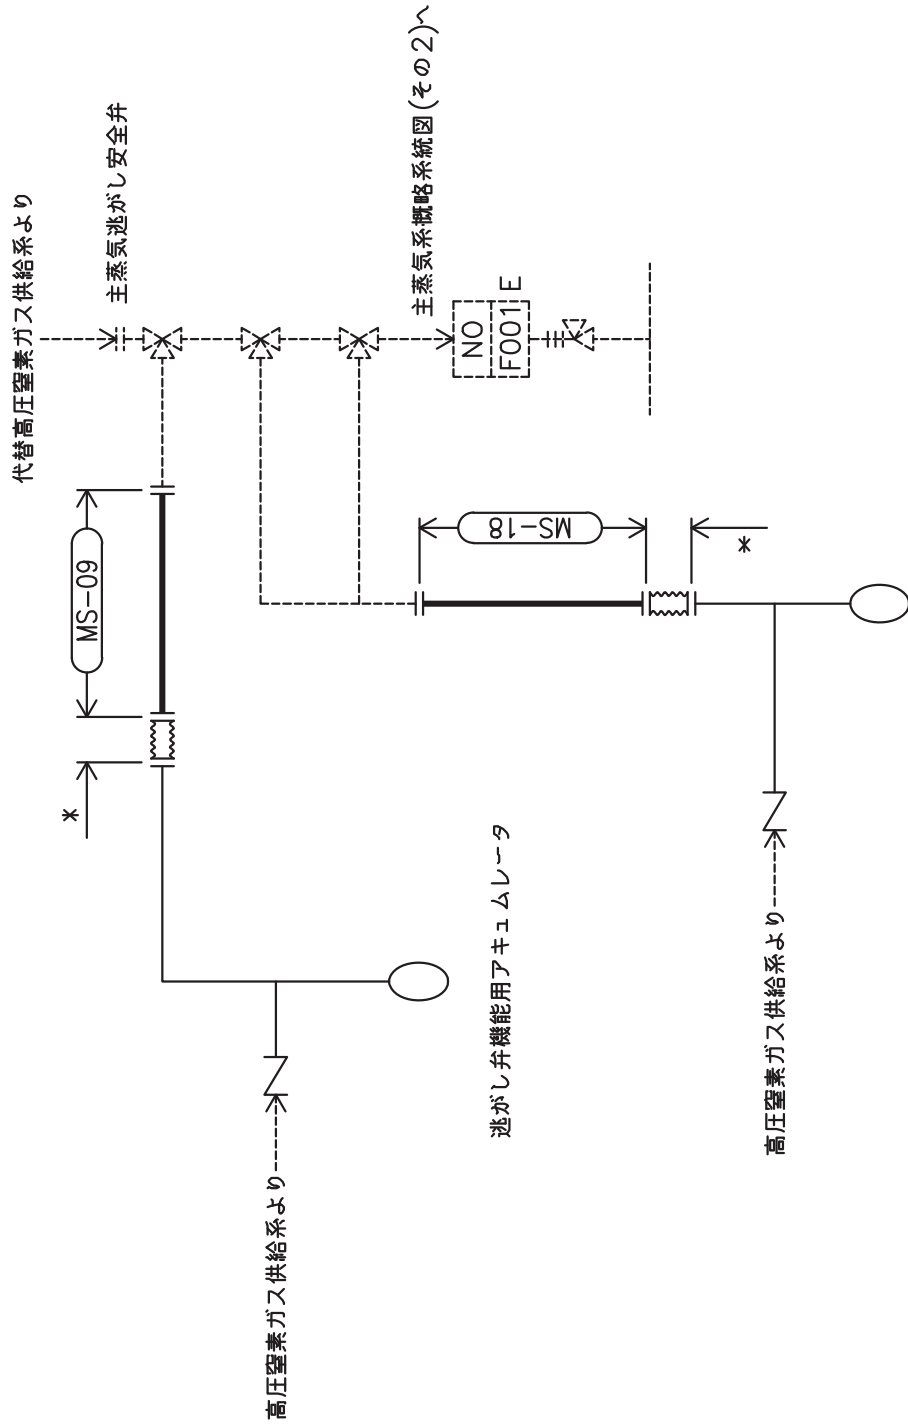 代替高圧窒素ガス供給系より
主蒸気逃がし安全弁
主蒸気系概略系統図(その2)へ
NO
F001
E
MS-09
*
MS-18
*
逃がし弁機能用アキュムレータ
高圧窒素ガス供給系より
高圧窒素ガス供給系より